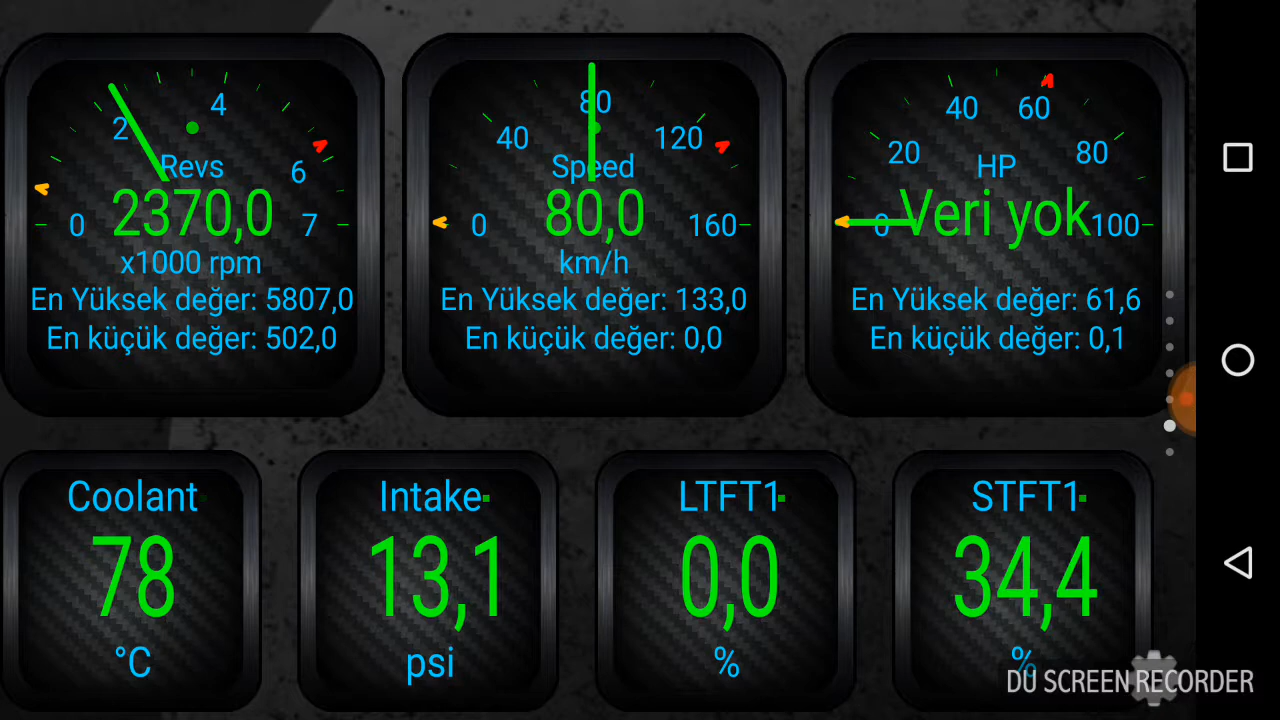 2 4 6 0 7
Revs
2370,0
x1000 rpm
En Yüksek değer: 5807,0
En küçük değer: 502,0
0 40 80 120 160
Speed
80,0
km/h
En Yüksek değer: 133,0
En küçük değer: 0,0
0 20 40 60 80 100
HP
Veri yok
En Yüksek değer: 61,6
En küçük değer: 0,1
Coolant
78
°C
Intake
13,1
psi
LTFT1
0,0
%
STFT1
34,4
%
DU SCREEN RECORDER